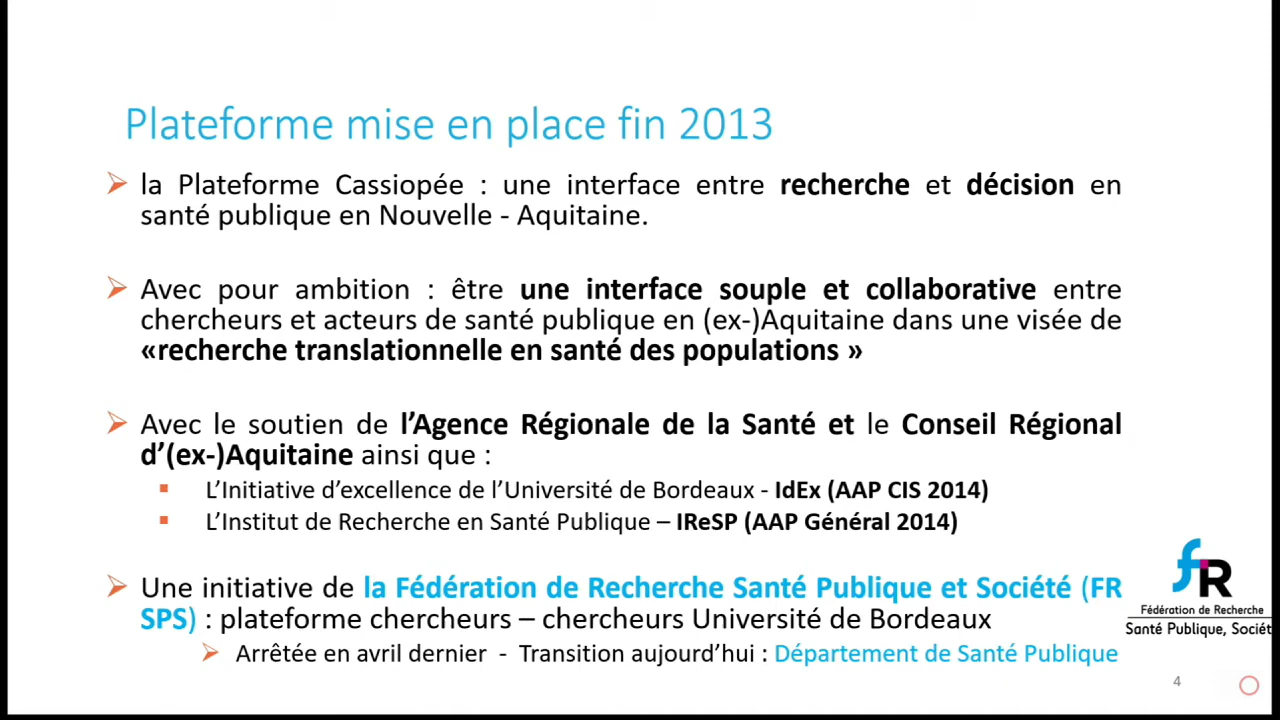 Plateforme mise en place fin 2013
la Plateforme Cassiopée : une interface entre recherche et décision en
santé publique en Nouvelle - Aquitaine.
Avec pour ambition : être une interface souple et collaborative entre
chercheurs et acteurs de santé publique en (ex-)Aquitaine dans une visée de
«recherche translationnelle en santé des populations »
Avec le soutien de l’Agence Régionale de la Santé et le Conseil Régional
d’(ex-)Aquitaine ainsi que :
L’Initiative d’excellence de l’Université de Bordeaux - IdEx (AAP CIS 2014)
L’Institut de Recherche en Santé Publique – IReSP (AAP Général 2014)
Une initiative de la Fédération de Recherche Santé Publique et Société (FR
SPS) : plateforme chercheurs – chercheurs Université de Bordeaux
Arrêtée en avril dernier - Transition aujourd’hui : Département de Santé Publique
fR
Fédération de Recherche
Santé Publique, Sociét
4